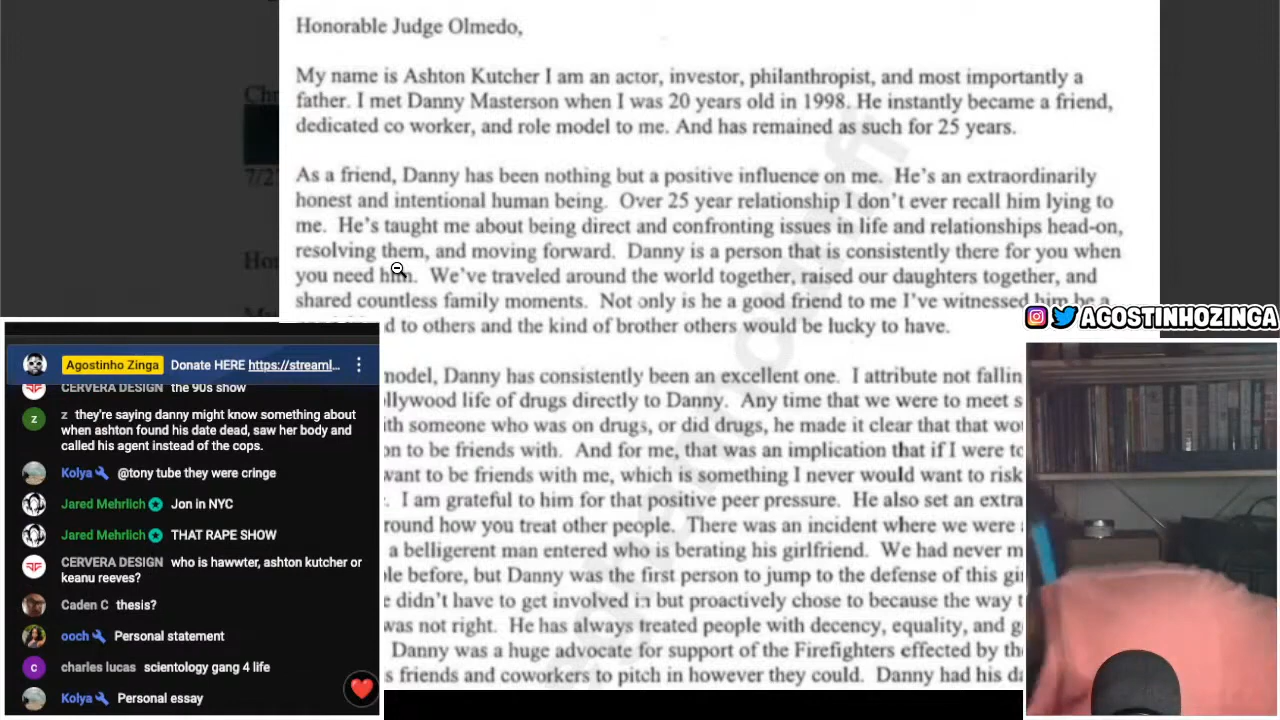 Honorable Judge Olmedo,
My name is Ashton Kutcher I am an actor, investor, philanthropist, and most importantly a
father. I met Danny Masterson when I was 20 years old in 1998. He instantly became a friend,
dedicated co worker, and role model to me. And has remained as such for 25 years.
As a friend, Danny has been nothing but a positive influence on me. He's an extraordinarily
honest and intentional human being. Over 25 year relationship I don't ever recall him lying to
me. He's taught me about being direct and confronting issues in life and relationships head-on,
resolving them, and moving forward. Danny is a person that is consistently there for you when
you need him. We've traveled around the world together, raised our daughters together, and
shared countless family moments. Not only is he a good friend to me I've witnessed him be a
d to others and the kind of brother others would be lucky to have.
model, Danny has consistently been an excellent one. I attribute not fallin
llywood life of drugs directly to Danny. Any time that we were to meet s
ith someone who was on drugs, or did drugs, he made it clear that that wo
on to be friends with. And for me, that was an implication that if I were to
want to be friends with me, which is something I never would want to risk
. I am grateful to him for that positive peer pressure. He also set an extra
round how you treat other people. There was an incident where we were
a belligerent man entered who is berating his girlfriend. We had never m
le before, but Danny was the first person to jump to the defense of this gi
e didn't have to get involved in but proactively chose to because the way t
was not right. He has always treated people with decency, equality, and g
Danny was a huge advocate for support of the Firefighters effected by th
s friends and coworkers to pitch in however they could. Danny had his da
Chr
7/2
Hon
AGOSTINHOZINGA
Agostinho Zinga Donate HERE https://streaml...
CERVERA DESIGN the 90s show
z they're saying danny might know something about
when ashton found his date dead, saw her body and
called his agent instead of the cops.
Kolya @tony tube they were cringe
Jared Mehrlich Jon in NYC
Jared Mehrlich THAT RAPE SHOW
CERVERA DESIGN who is hawwter, ashton kutcher or
keanu reeves?
Caden C thesis?
ooch Personal statement
charles lucas scientology gang 4 life
Kolya Personal essay